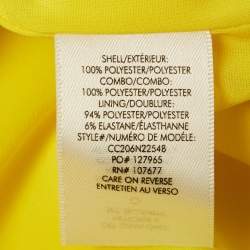 SHELL/EXTÉRIEUR:
100% POLYESTER/POLYESTER
COMBO/COMBO:
100% POLYESTER/POLYESTER
LINING/DOUBLURE:
94% POLYESTER/POLYESTER
6% ELASTANE/ÉLASTHANNE
STYLE#/NUMÉRO DE MODÈLE:
CC206N22548
PO# 127965
RN# 107677
CARE ON REVERSE
ENTRETIEN AU VERSO